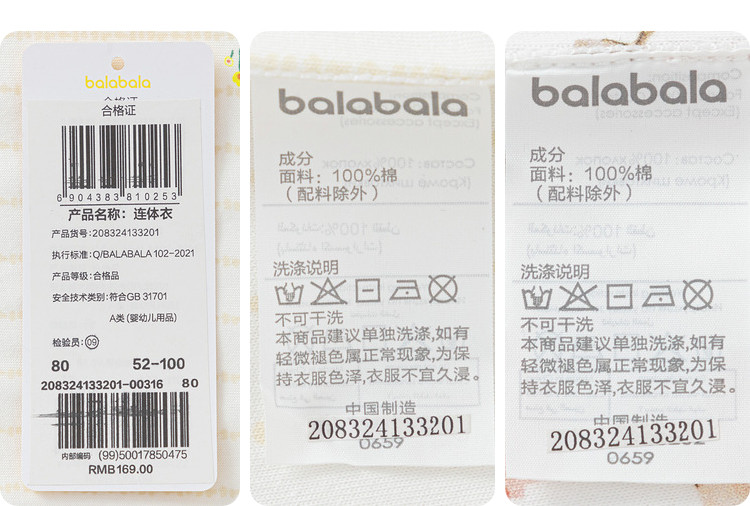 balabala
合格证
合格证
6 904383 810253
产品名称：连体衣
产品货号：208324133201
执行标准：Q/BALABALA 102-2021
产品等级：合格品
安全技术类别：符合GB 31701
A类 (婴幼儿用品)
检验员：09
80 52-100
208324133201-00316 80
内部编码 (99)50017850475
RMB169.00
balabala
成分
面料：100%棉
（配料除外）
洗涤说明
不可干洗
本商品建议单独洗涤,如有
轻微褪色属正常现象,为保
持衣服色泽,衣服不宜久浸。
中国制造
208324133201
0659
balabala
成分
面料：100%棉
（配料除外）
洗涤说明
不可干洗
本商品建议单独洗涤,如有
轻微褪色属正常现象,为保
持衣服色泽,衣服不宜久浸。
中国制造
208324133201
0659